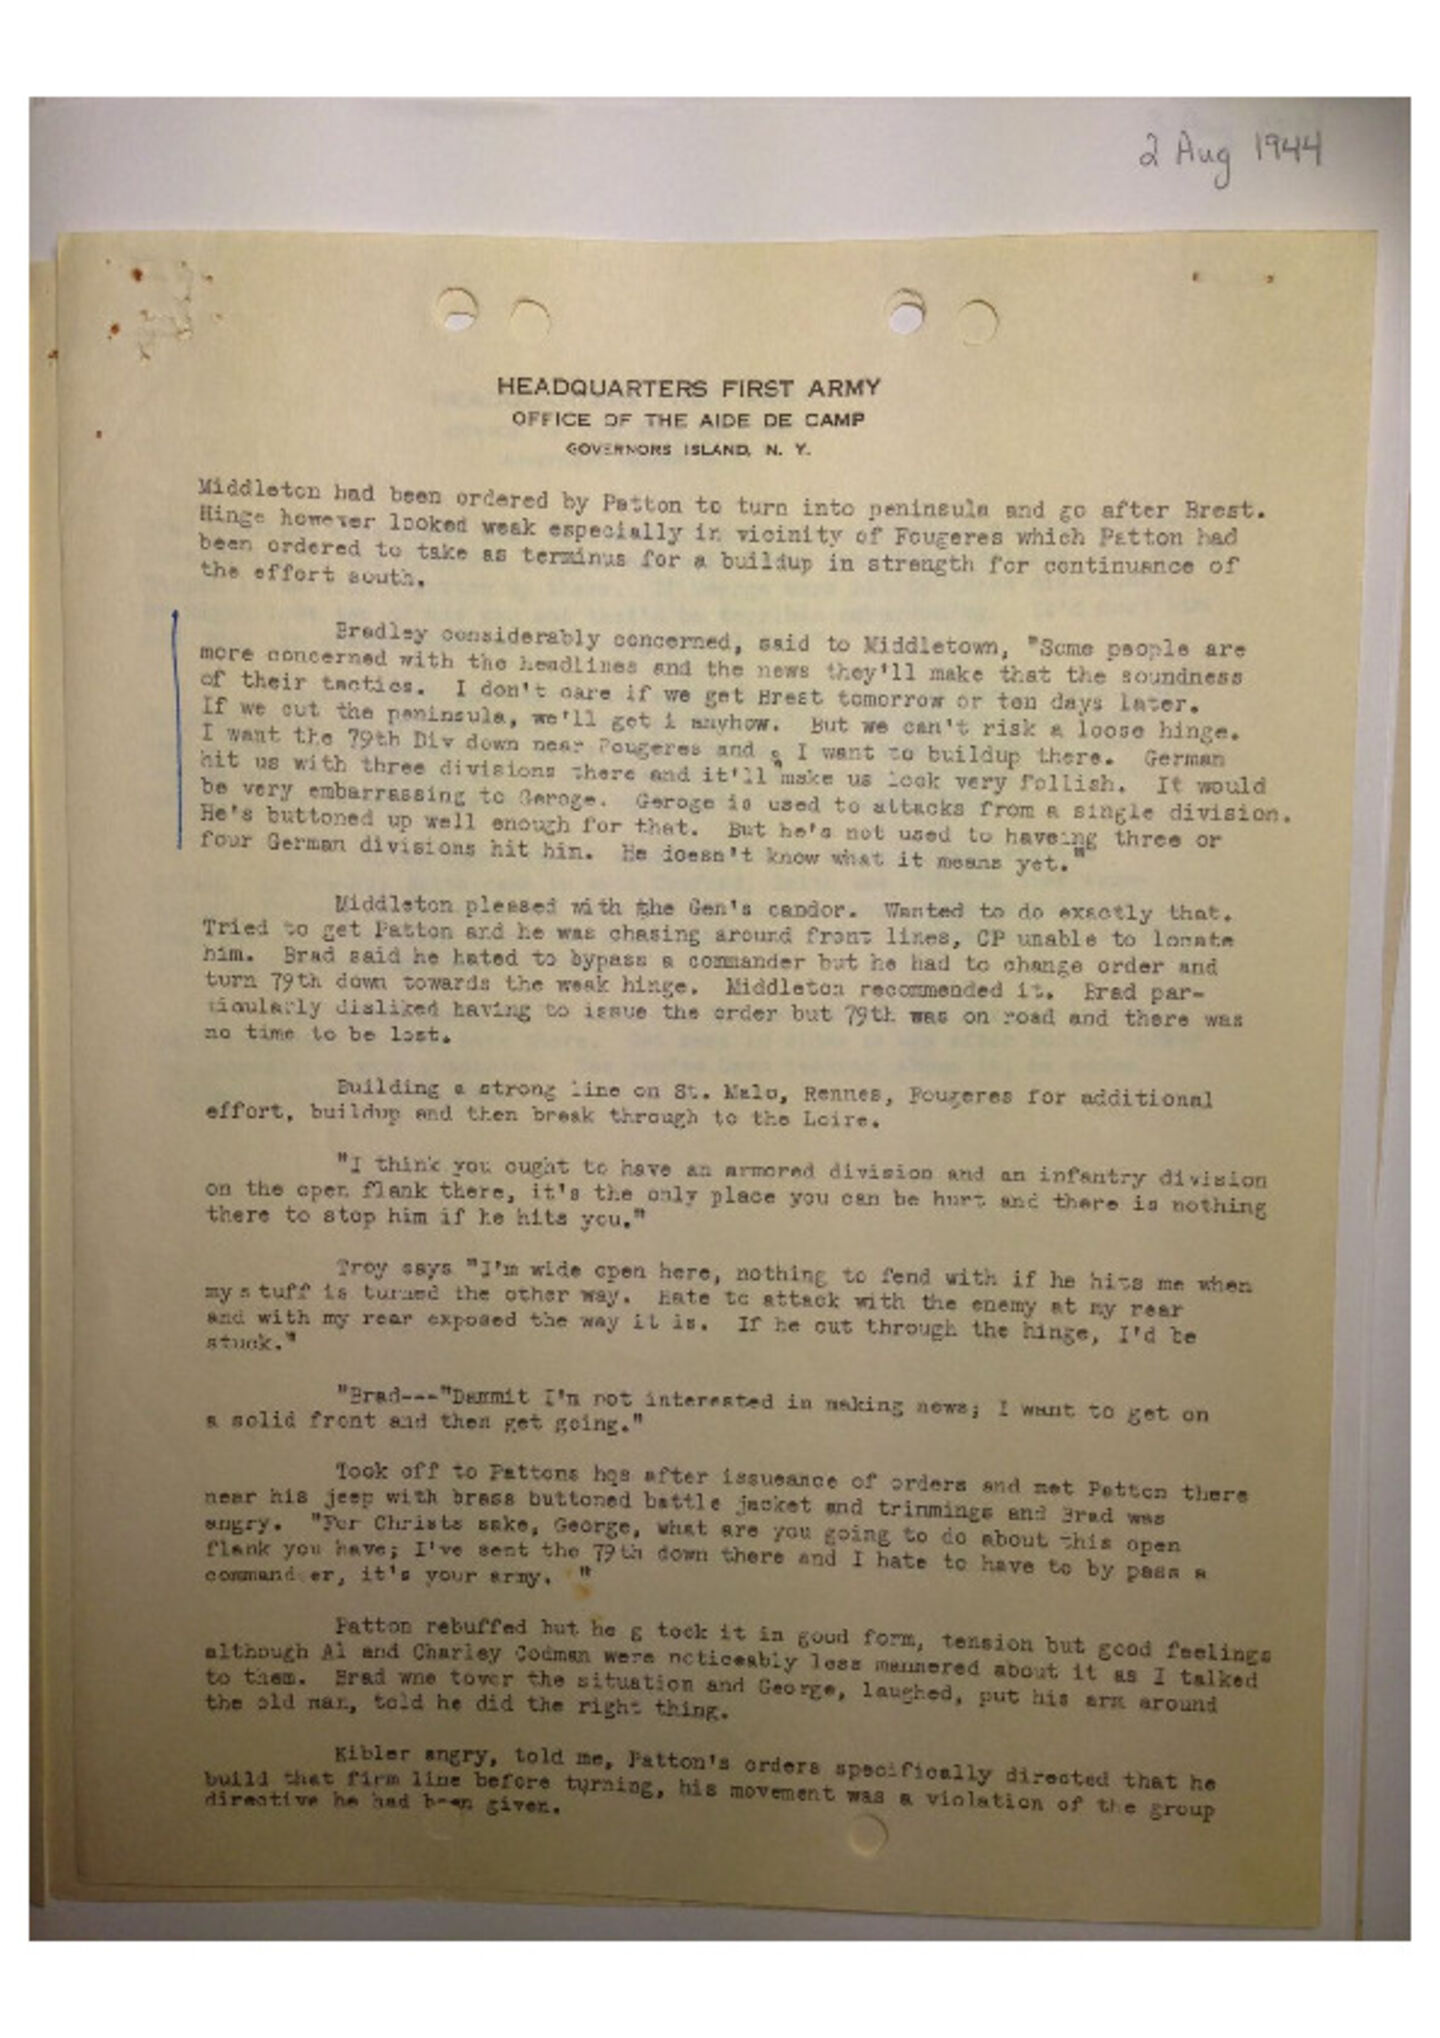 2 Aug 1944
HEADQUARTERS FIRST ARMY
OFFICE OF THE AIDE DE CAMP
GOVERNORS ISLAND, N. Y.
Middleton had been ordered by Patton to turn into peninsula and go after Brest.
Hinge however looked weak especially in vicinity of Fougeres which Patton had
been ordered to take as terminus for a buildup in strength for continuance of
the effort south.
Bradley considerably concerned, said to Middletown, "Some people are
more concerned with the headlines and the news they'll make that the soundness
of their tactics. I don't care if we get Brest tomorrow or ten days later.
If we cut the peninsula, we'll get i anyhow. But we can't risk a loose hinge.
I want the 79th Div down near Fougeres and I want to buildup there. German
hit us with three divisions there and it'll make us look very follish. It would
be very embarrassing to Geroge. Geroge is used to attacks from a single division.
He's buttoned up well enough for that. But he's not used to haveing three or
four German divisions hit him. He doesn't know what it means yet."
Middleton pleased with the Gen's candor. Wanted to do exactly that.
Tried to get Patton and he was chasing around front lines, CP unable to locate
him. Brad said he hated to bypass a commander but he had to change order and
turn 79th down towards the weak hinge. Middleton recommended it. Brad par-
ticularly disliked having to issue the order but 79th was on road and there was
no time to be lost.
Building a strong line on St. Malo, Rennes, Fougeres for additional
effort, buildup and then break through to the Loire.
"I think you ought to have an armored division and an infantry division
on the open flank there, it's the only place you can be hurt and there is nothing
there to stop him if he hits you."
Troy says "I'm wide open here, nothing to fend with if he hits me when
my stuff is turned the other way. Hate to attack with the enemy at my rear
and with my rear exposed the way it is. If he cut through the hinge, I'd be
stuck."
"Brad---"Dammit I'm not interested in making news; I want to get on
a solid front and then get going."
Took off to Pattons hqs after issueance of orders and met Patton there
near his jeep with brass buttoned battle jacket and trimmings and Brad was
angry. "For Christs sake, George, what are you going to do about this open
flank you have; I've sent the 79th down there and I hate to have to by pass a
command er, it's your army. "
Patton rebuffed but he g took it in good form, tension but good feelings
although Al and Charley Codman were noticeably less mannered about it as I talked
to them. Brad wne tover the situation and George, laughed, put his arm around
the old man, told he did the right thing.
Kibler angry, told me, Patton's orders specifically directed that he
build that firm line before turning, his movement was a violation of the group
directive he had been given.